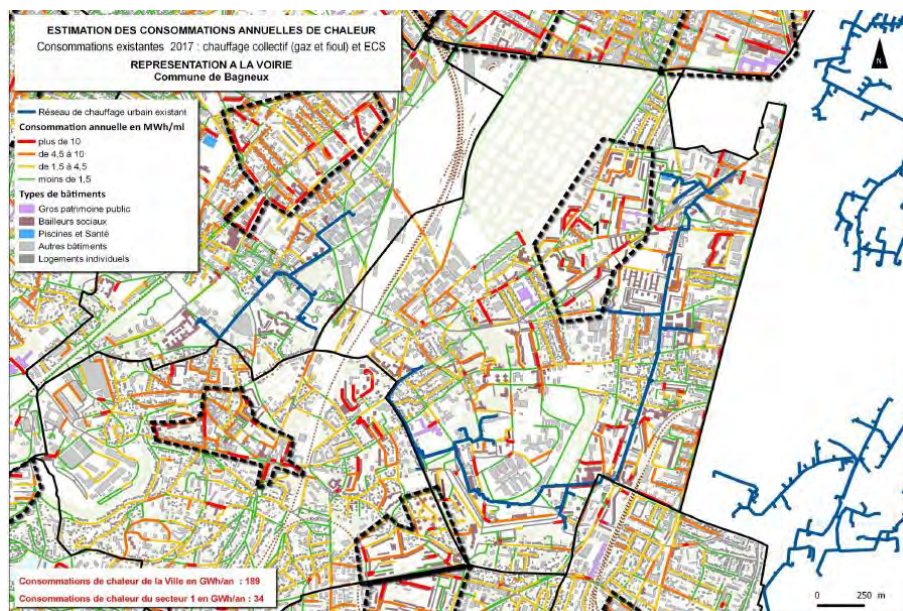 ESTIMATION DES CONSOMMATIONS ANNUELLES DE CHALEUR
Consommations existantes 2017 : chauffage collectif (gaz et fioul) et ECS
REPRESENTATION A LA VOIRIE
Commune de Bagneux
N
Réseau de chauffage urbain existant
Consommation annuelle en MWh/ml
plus de 10
de 4,5 à 10
de 1,5 à 4,5
moins de 1,5
Types de bâtiments
Gros patrimoine public
Bailleurs sociaux
Piscines et Santé
Autres bâtiments
Logements individuels
1
Consommations de chaleur de la Ville en GWh/an : 189
Consommations de chaleur du secteur 1 en GWh/an : 34
0 250 m